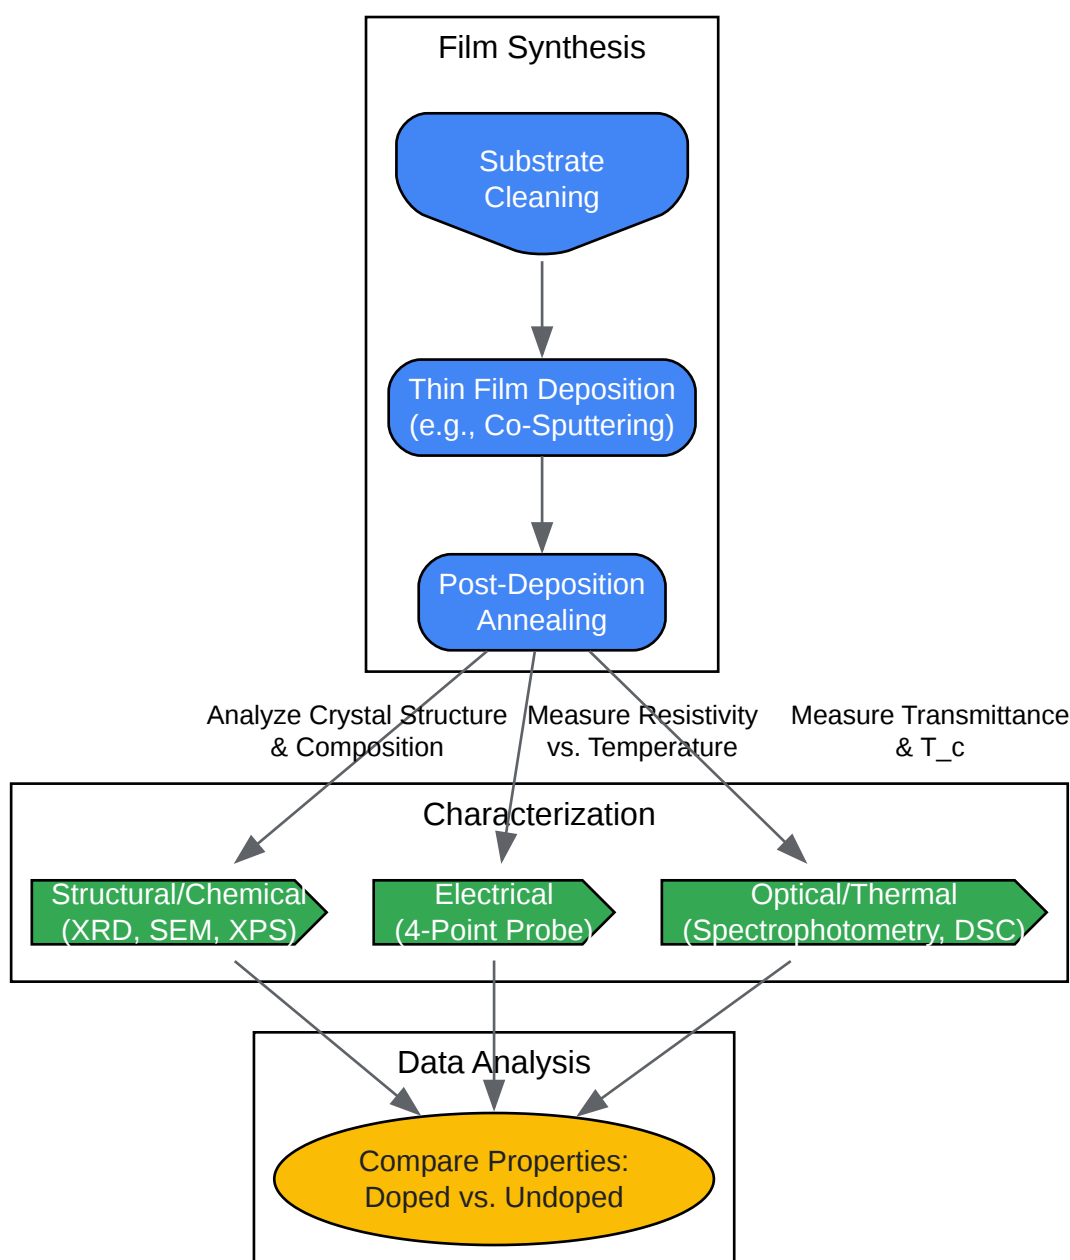 Film Synthesis
Substrate
Cleaning
Thin Film Deposition
(e.g., Co-Sputtering)
Post-Deposition
Annealing
Analyze Crystal Structure
& Composition
Measure Resistivity
vs. Temperature
Measure Transmittance
& T_c
Characterization
Structural/Chemical
(XRD, SEM, XPS)
Electrical
(4-Point Probe)
Optical/Thermal
(Spectrophotometry, DSC)
Data Analysis
Compare Properties:
Doped vs. Undoped